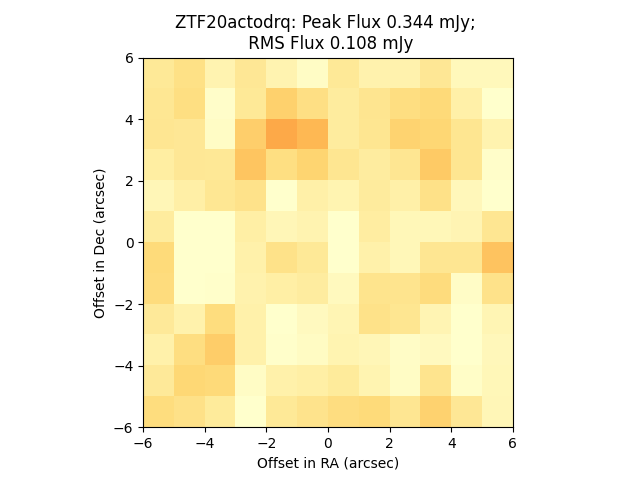 ZTF20actodrq: Peak Flux 0.344 mJy;
RMS Flux 0.108 mJy
6
4
2
0
−2
−4
−6
Offset in Dec (arcsec)
−6 −4 −2 0 2 4 6
Offset in RA (arcsec)